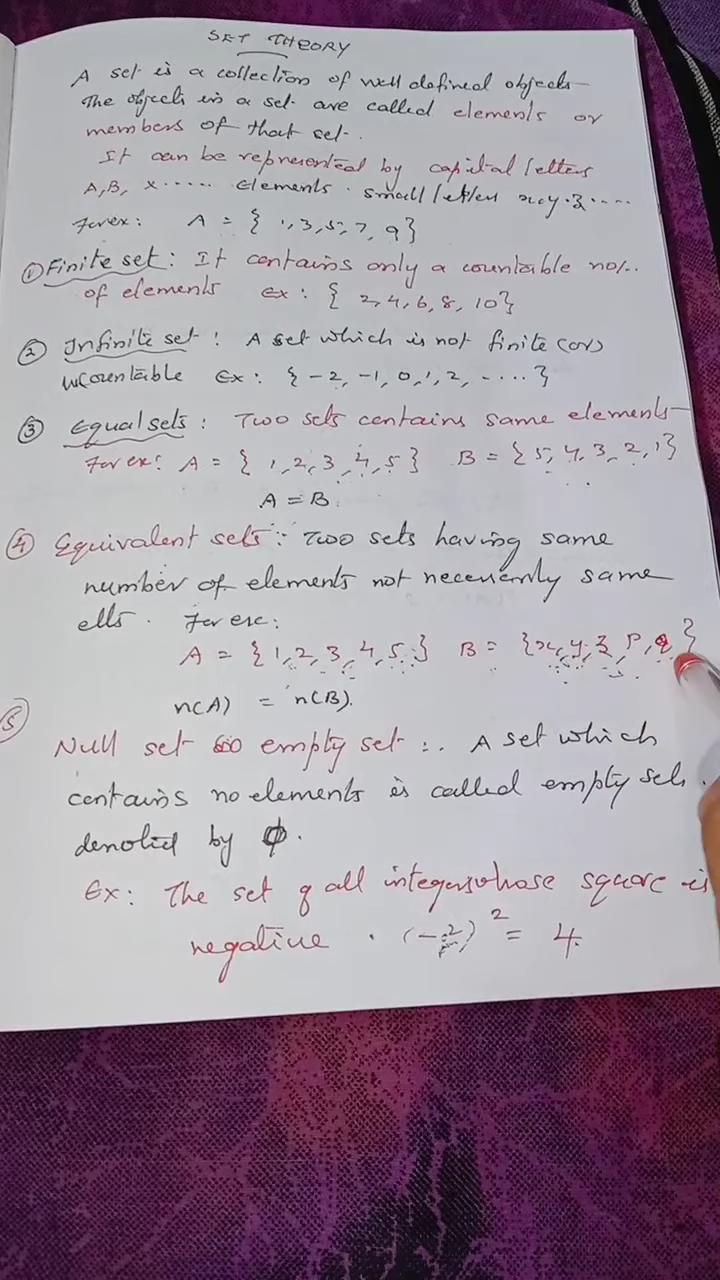 SET THEORY
A set is a collection of well defined objects
The objects in a set are called elements or
members of that set.
It can be represented by capital letters
A, B, X ..... elements. small letters x,y.z....
For ex: A = { 1, 3, 5, 7, 9}
① Finite set: It contains only a countable no/..
of elements Ex: { 2, 4, 6, 8, 10}
② Infinite set: A set which is not finite (or)
uncountable Ex: {-2, -1, 0, 1, 2, ....}
③ Equal sets: Two sets contains same elements
For ex: A = { 1, 2, 3, 4, 5} B = {5, 4, 3, 2, 1}
A = B.
④ Equivalent sets: Two sets having same
number of elements not necessarily same
elts. For ex:
A = {1, 2, 3, 4, 5} B = {x, y, z, p, q}
n(A) = n(B).
5 Null set empty set :. A set which
contains no elements is called empty set.
denoted by ϕ.
Ex: The set of all integers whose square is
negative. (-2)² = 4.